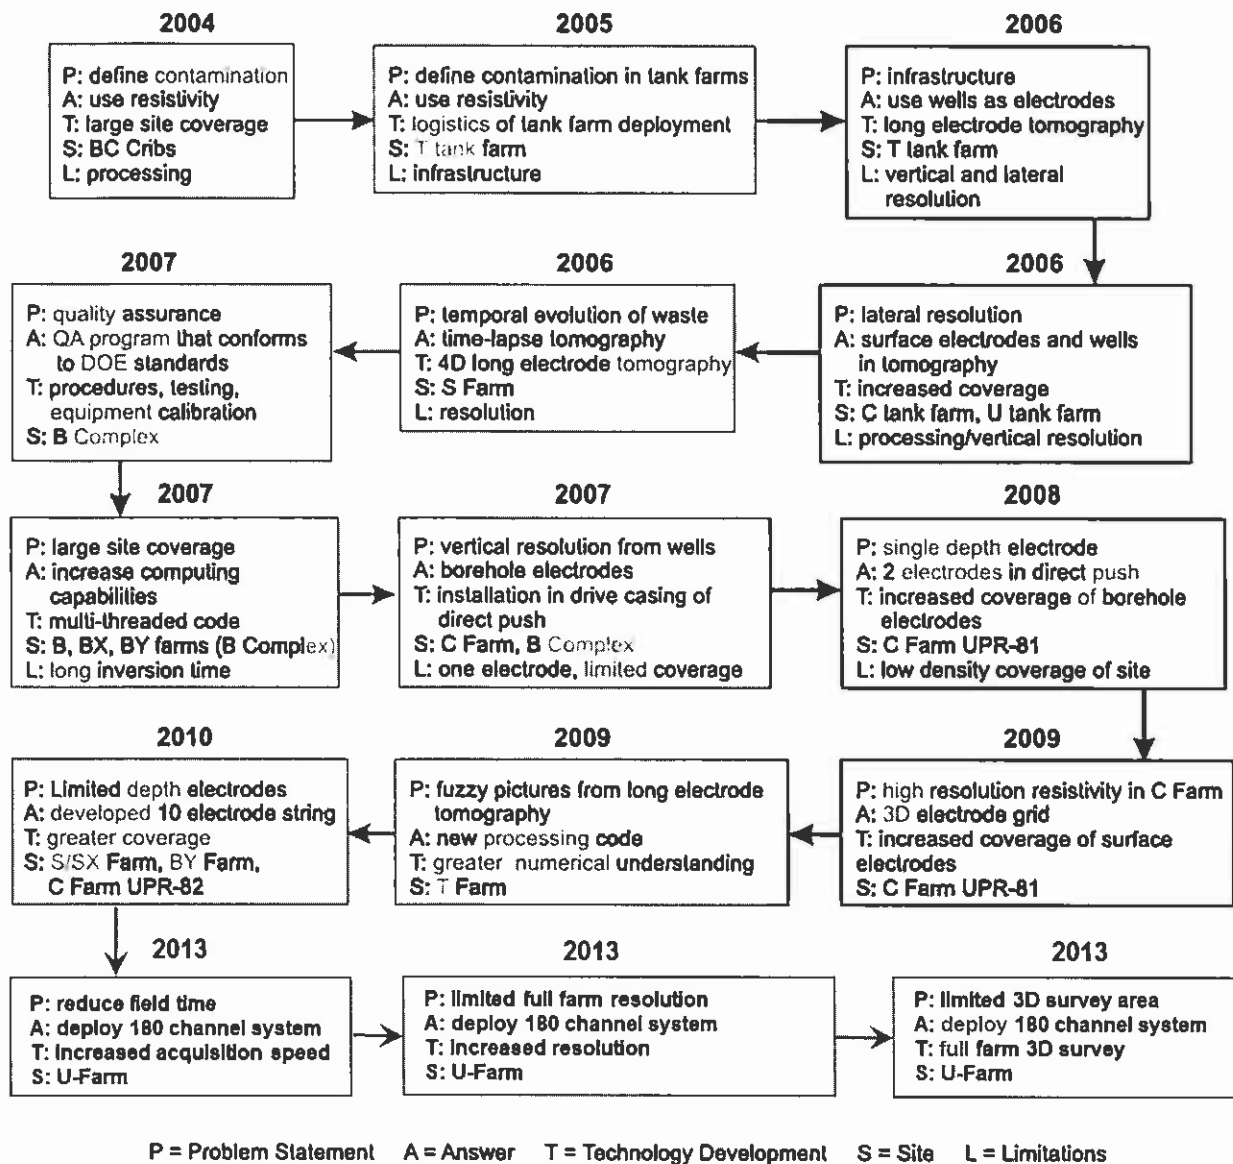 2004
P: define contamination
A: use resistivity
T: large site coverage
S: BC Cribs
L: processing
2005
P: define contamination in tank farms
A: use resistivity
T: logistics of tank farm deployment
S: T tank farm
L: infrastructure
2006
P: infrastructure
A: use wells as electrodes
T: long electrode tomography
S: T tank farm
L: vertical and lateral
resolution
2006
P: lateral resolution
A: surface electrodes and wells
in tomography
T: increased coverage
S: C tank farm, U tank farm
L: processing/vertical resolution
2006
P: temporal evolution of waste
A: time-lapse tomography
T: 4D long electrode tomography
S: S Farm
L: resolution
2007
P: quality assurance
A: QA program that conforms
to DOE standards
T: procedures, testing,
equipment calibration
S: B Complex
2007
P: large site coverage
A: increase computing
capabilities
T: multi-threaded code
S: B, BX, BY farms (B Complex)
L: long inversion time
2007
P: vertical resolution from wells
A: borehole electrodes
T: installation in drive casing of
direct push
S: C Farm, B Complex
L: one electrode, limited coverage
2008
P: single depth electrode
A: 2 electrodes in direct push
T: increased coverage of borehole
electrodes
S: C Farm UPR-81
L: low density coverage of site
2009
P: high resolution resistivity in C Farm
A: 3D electrode grid
T: increased coverage of surface
electrodes
S: C Farm UPR-81
2009
P: fuzzy pictures from long electrode
tomography
A: new processing code
T: greater numerical understanding
S: T Farm
2010
P: Limited depth electrodes
A: developed 10 electrode string
T: greater coverage
S: S/SX Farm, BY Farm,
C Farm UPR-82
2013
P: reduce field time
A: deploy 180 channel system
T: Increased acquisition speed
S: U-Farm
2013
P: limited full farm resolution
A: deploy 180 channel system
T: Increased resolution
S: U-Farm
2013
P: limited 3D survey area
A: deploy 180 channel system
T: full farm 3D survey
S: U-Farm
P = Problem Statement A = Answer T = Technology Development S = Site L = Limitations